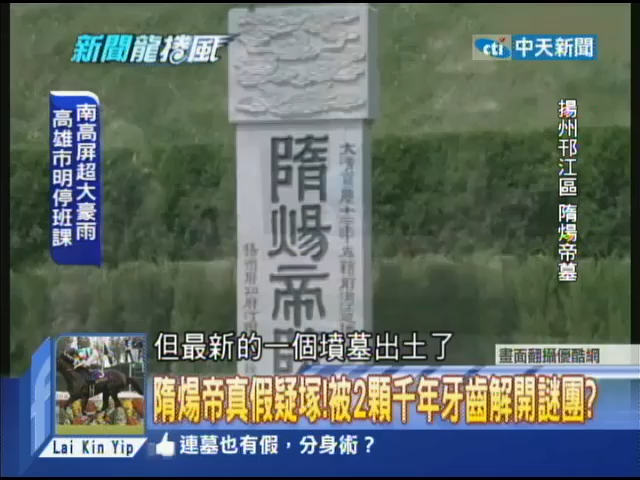 新聞龍捲風
cti 中天新聞
南高屏超大豪雨
高雄市明停班課
揚州邗江區 隋煬帝墓
隋煬帝陵
但最新的一個墳墓出土了
畫面翻攝優酷網
隋煬帝真假疑塚!被2顆千年牙齒解開謎團?
Lai Kin Yip
連墓也有假，分身術？